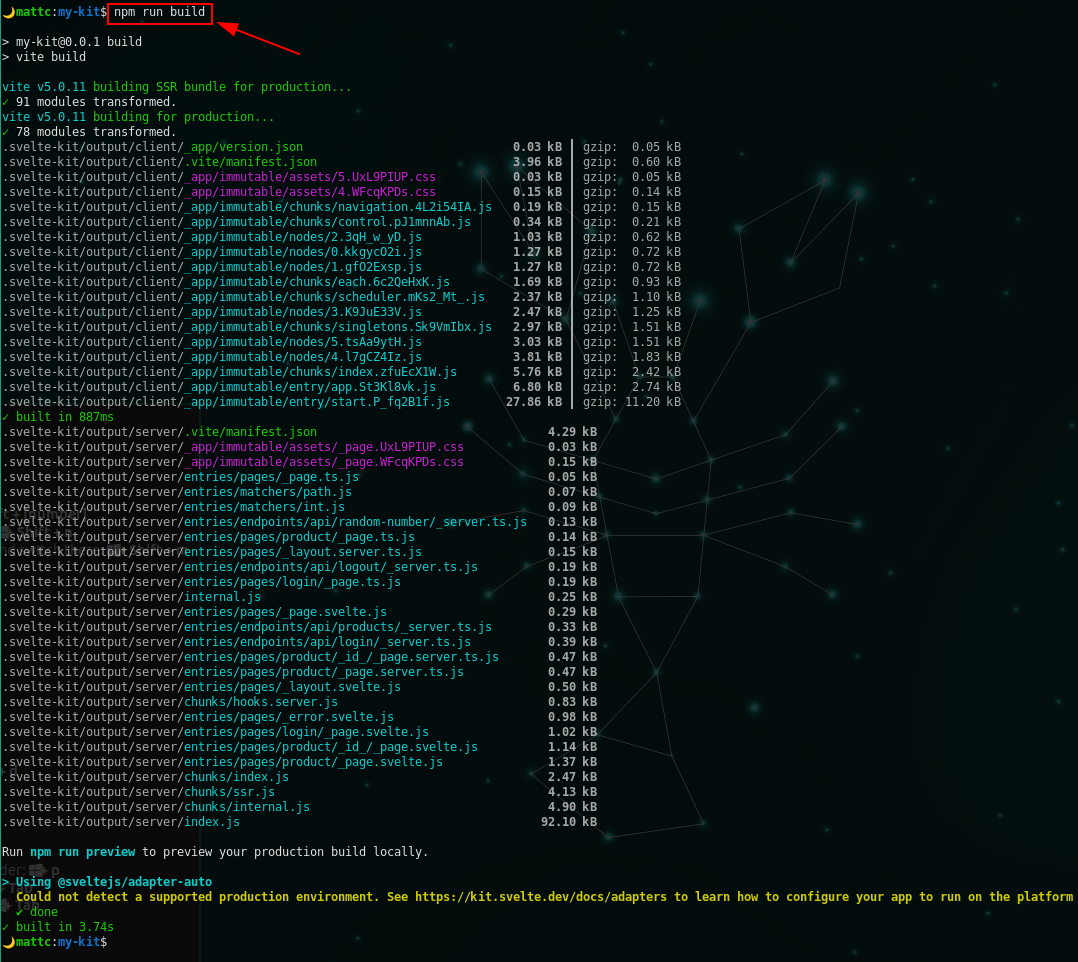 🌙mattc:my-kit$ npm run build
> my-kit@0.0.1 build
> vite build
vite v5.0.11 building SSR bundle for production...
✓ 91 modules transformed.
vite v5.0.11 building for production...
✓ 78 modules transformed.
.svelte-kit/output/client/_app/version.json 0.03 kB │ gzip: 0.05 kB
.svelte-kit/output/client/.vite/manifest.json 3.96 kB │ gzip: 0.60 kB
.svelte-kit/output/client/_app/immutable/assets/5.UxL9PIUP.css 0.03 kB │ gzip: 0.05 kB
.svelte-kit/output/client/_app/immutable/assets/4.WFcqKPDs.css 0.15 kB │ gzip: 0.14 kB
.svelte-kit/output/client/_app/immutable/chunks/navigation.4L2i54IA.js 0.19 kB │ gzip: 0.15 kB
.svelte-kit/output/client/_app/immutable/chunks/control.pJ1mnnAb.js 0.34 kB │ gzip: 0.21 kB
.svelte-kit/output/client/_app/immutable/nodes/2.3qH_w_yD.js 1.03 kB │ gzip: 0.62 kB
.svelte-kit/output/client/_app/immutable/nodes/0.kkgycO2i.js 1.27 kB │ gzip: 0.72 kB
.svelte-kit/output/client/_app/immutable/nodes/1.gfO2Exsp.js 1.27 kB │ gzip: 0.72 kB
.svelte-kit/output/client/_app/immutable/chunks/each.6c2QeHxK.js 1.69 kB │ gzip: 0.93 kB
.svelte-kit/output/client/_app/immutable/chunks/scheduler.mKs2_Mt_.js 2.37 kB │ gzip: 1.10 kB
.svelte-kit/output/client/_app/immutable/nodes/3.K9JuE33V.js 2.47 kB │ gzip: 1.25 kB
.svelte-kit/output/client/_app/immutable/chunks/singletons.Sk9VmIbx.js 2.97 kB │ gzip: 1.51 kB
.svelte-kit/output/client/_app/immutable/nodes/5.tsAa9ytH.js 3.03 kB │ gzip: 1.51 kB
.svelte-kit/output/client/_app/immutable/nodes/4.l7gCZ4Iz.js 3.81 kB │ gzip: 1.83 kB
.svelte-kit/output/client/_app/immutable/chunks/index.zfuEcX1W.js 5.76 kB │ gzip: 2.42 kB
.svelte-kit/output/client/_app/immutable/entry/app.St3Kl8vk.js 6.80 kB │ gzip: 2.74 kB
.svelte-kit/output/client/_app/immutable/entry/start.P_fq2B1f.js 27.86 kB │ gzip: 11.20 kB
✓ built in 887ms
.svelte-kit/output/server/.vite/manifest.json 4.29 kB
.svelte-kit/output/server/_app/immutable/assets/_page.UxL9PIUP.css 0.03 kB
.svelte-kit/output/server/_app/immutable/assets/_page.WFcqKPDs.css 0.15 kB
.svelte-kit/output/server/entries/pages/_page.ts.js 0.05 kB
.svelte-kit/output/server/entries/matchers/path.js 0.07 kB
.svelte-kit/output/server/entries/matchers/int.js 0.09 kB
.svelte-kit/output/server/entries/endpoints/api/random-number/_server.ts.js 0.13 kB
.svelte-kit/output/server/entries/pages/product/_page.ts.js 0.14 kB
.svelte-kit/output/server/entries/pages/_layout.server.ts.js 0.15 kB
.svelte-kit/output/server/entries/endpoints/api/logout/_server.ts.js 0.19 kB
.svelte-kit/output/server/entries/pages/login/_page.ts.js 0.19 kB
.svelte-kit/output/server/internal.js 0.25 kB
.svelte-kit/output/server/entries/pages/_page.svelte.js 0.29 kB
.svelte-kit/output/server/entries/endpoints/api/products/_server.ts.js 0.33 kB
.svelte-kit/output/server/entries/endpoints/api/login/_server.ts.js 0.39 kB
.svelte-kit/output/server/entries/pages/product/_id_/_page.server.ts.js 0.47 kB
.svelte-kit/output/server/entries/pages/product/_page.server.ts.js 0.47 kB
.svelte-kit/output/server/entries/pages/_layout.svelte.js 0.50 kB
.svelte-kit/output/server/chunks/hooks.server.js 0.83 kB
.svelte-kit/output/server/entries/pages/_error.svelte.js 0.98 kB
.svelte-kit/output/server/entries/pages/login/_page.svelte.js 1.02 kB
.svelte-kit/output/server/entries/pages/product/_id_/_page.svelte.js 1.14 kB
.svelte-kit/output/server/entries/pages/product/_page.svelte.js 1.37 kB
.svelte-kit/output/server/chunks/index.js 2.47 kB
.svelte-kit/output/server/chunks/ssr.js 4.13 kB
.svelte-kit/output/server/chunks/internal.js 4.90 kB
.svelte-kit/output/server/index.js 92.10 kB
Run npm run preview to preview your production build locally.
> Using @sveltejs/adapter-auto
Could not detect a supported production environment. See https://kit.svelte.dev/docs/adapters to learn how to configure your app to run on the platform
✔ done
✓ built in 3.74s
🌙mattc:my-kit$